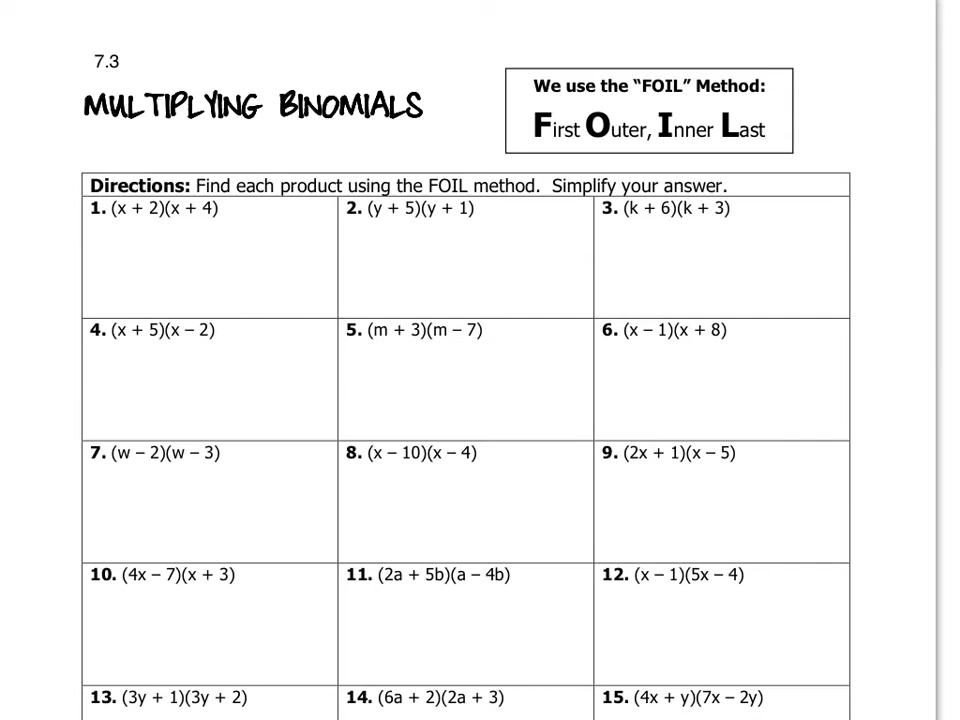 7.3
MULTIPLYING BINOMIALS
We use the “FOIL” Method:
First Outer, Inner Last
Directions: Find each product using the FOIL method. Simplify your answer.
1. (x + 2)(x + 4)
2. (y + 5)(y + 1)
3. (k + 6)(k + 3)
4. (x + 5)(x – 2)
5. (m + 3)(m – 7)
6. (x – 1)(x + 8)
7. (w – 2)(w – 3)
8. (x – 10)(x – 4)
9. (2x + 1)(x – 5)
10. (4x – 7)(x + 3)
11. (2a + 5b)(a – 4b)
12. (x – 1)(5x – 4)
13. (3y + 1)(3y + 2)
14. (6a + 2)(2a + 3)
15. (4x + y)(7x – 2y)